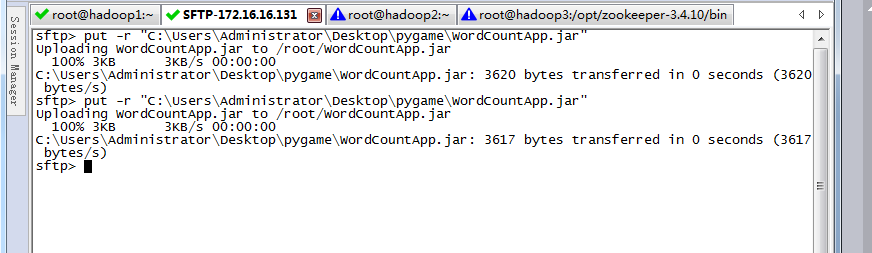 root@hadoop1:~ SFTP-172.16.16.131 root@hadoop2:~ root@hadoop3:/opt/zookeeper-3.4.10/bin
Session Manager
sftp> put -r "C:\Users\Administrator\Desktop\pygame\WordCountApp.jar"
Uploading WordCountApp.jar to /root/WordCountApp.jar
100% 3KB 3KB/s 00:00:00
C:\Users\Administrator\Desktop\pygame\WordCountApp.jar: 3620 bytes transferred in 0 seconds (3620
bytes/s)
sftp> put -r "C:\Users\Administrator\Desktop\pygame\WordCountApp.jar"
Uploading WordCountApp.jar to /root/WordCountApp.jar
100% 3KB 3KB/s 00:00:00
C:\Users\Administrator\Desktop\pygame\WordCountApp.jar: 3617 bytes transferred in 0 seconds (3617
bytes/s)
sftp>